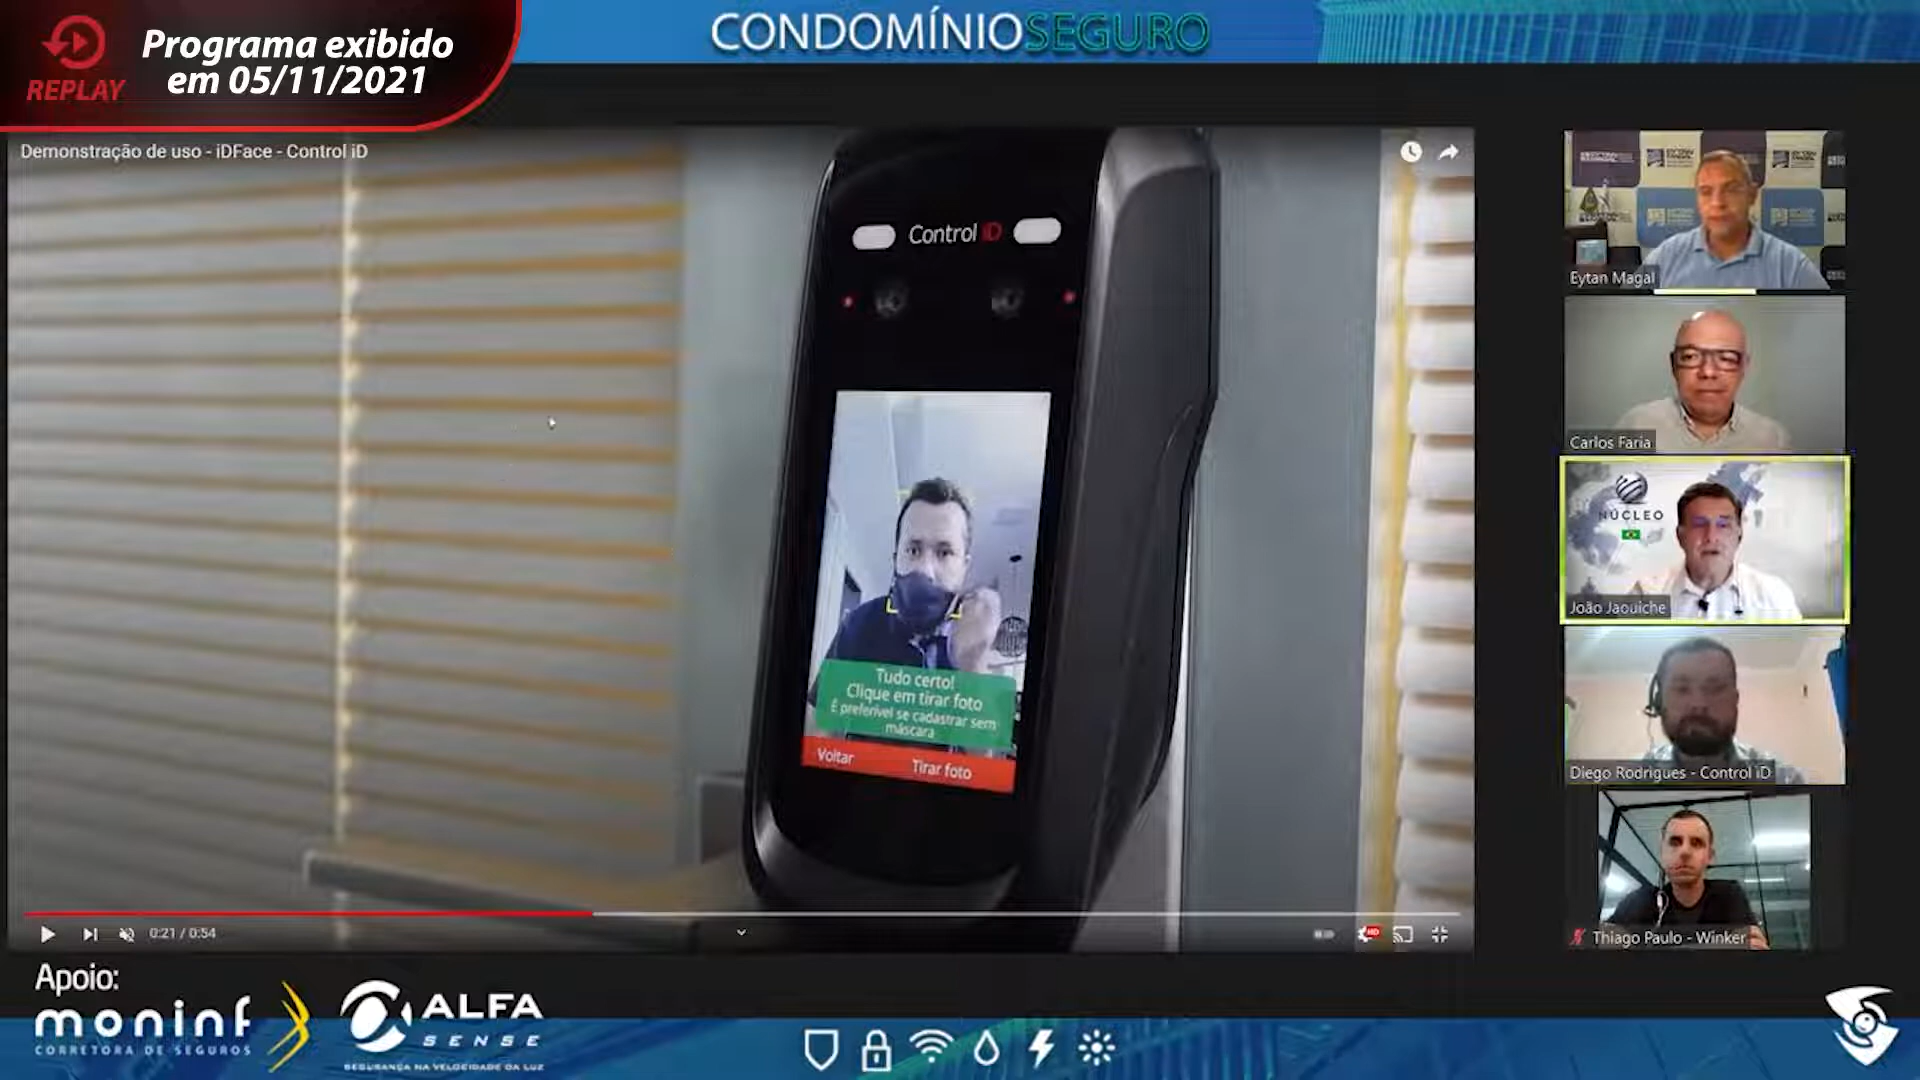 REPLAY
Programa exibido
em 05/11/2021
CONDOMÍNIOSEGURO
Demonstração de uso - iDFace - Control iD
Control iD
Tudo certo!
Clique em tirar foto
É preferível se cadastrar sem
máscara
Voltar
Tirar foto
0:21 / 0:54
HD
Eytan Magal
Carlos Faria
NÚCLEO
João Jaouiche
Diego Rodrigues - Control iD
Thiago Paulo - Winker
Apoio:
moninf
CORRETORA DE SEGUROS
ALFA
SENSE
SEGURANÇA NA VELOCIDADE DA LUZ